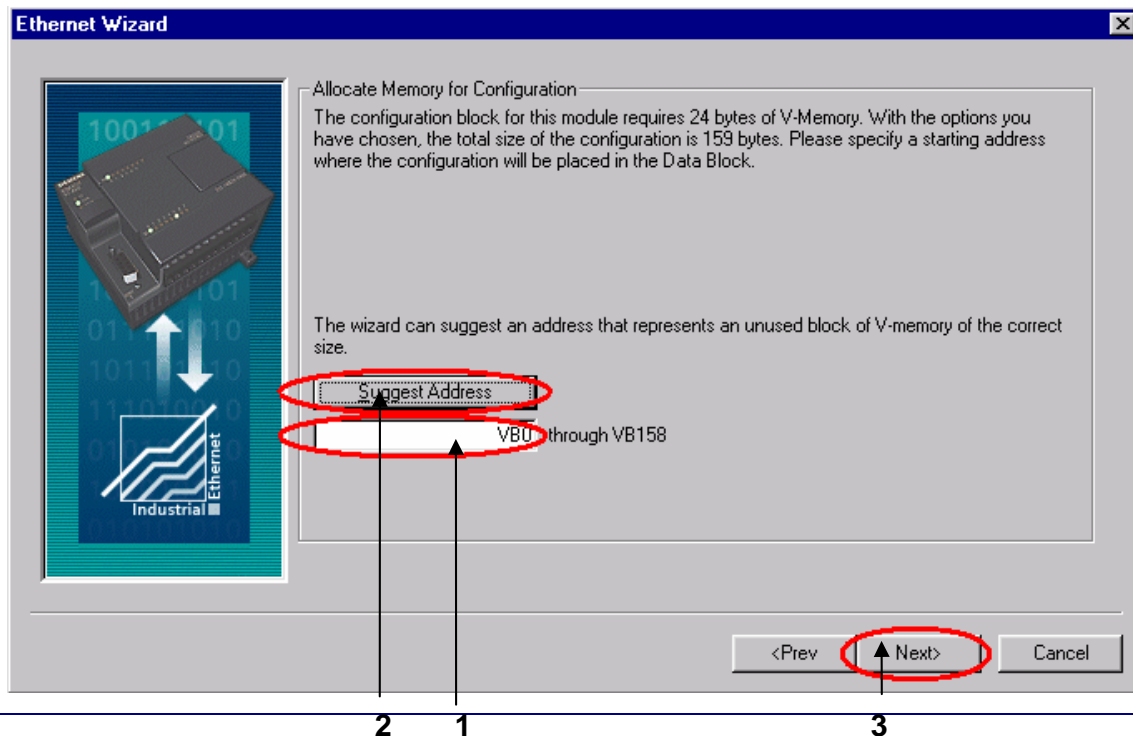 Ethernet Wizard
Allocate Memory for Configuration
The configuration block for this module requires 24 bytes of V-Memory. With the options you
have chosen, the total size of the configuration is 159 bytes. Please specify a starting address
where the configuration will be placed in the Data Block.
The wizard can suggest an address that represents an unused block of V-memory of the correct
size.
Suggest Address
VB0 through VB158
Industrial
Ethernet
<Prev Next> Cancel
2 1 3